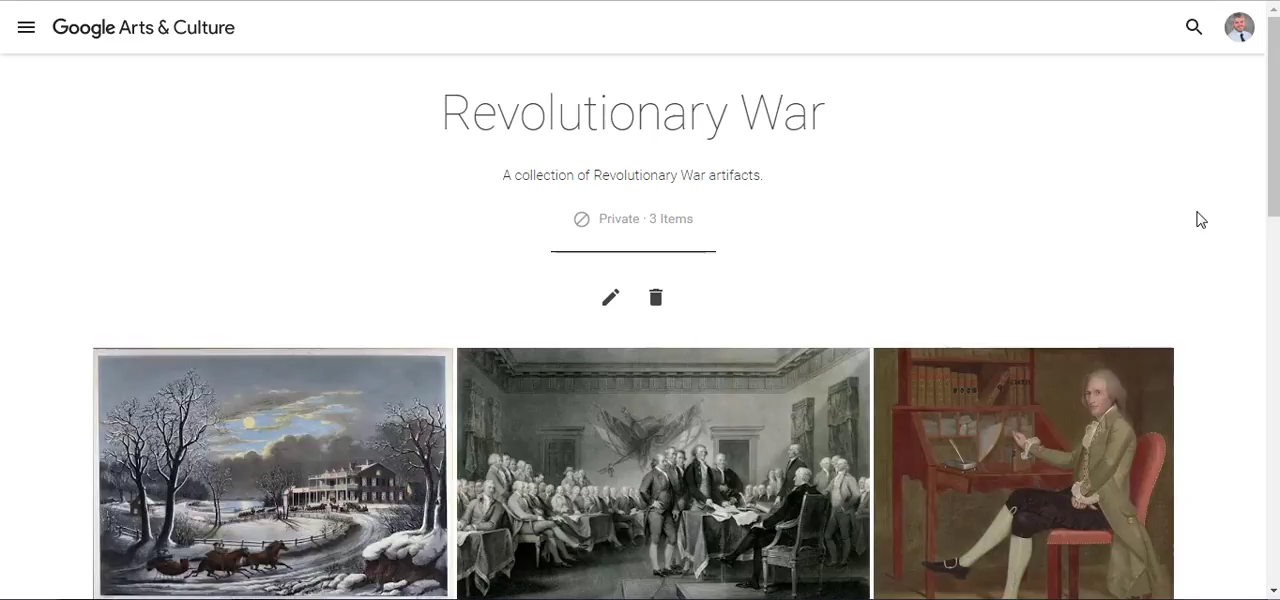 Google Arts & Culture
Revolutionary War
A collection of Revolutionary War artifacts.
Private · 3 Items